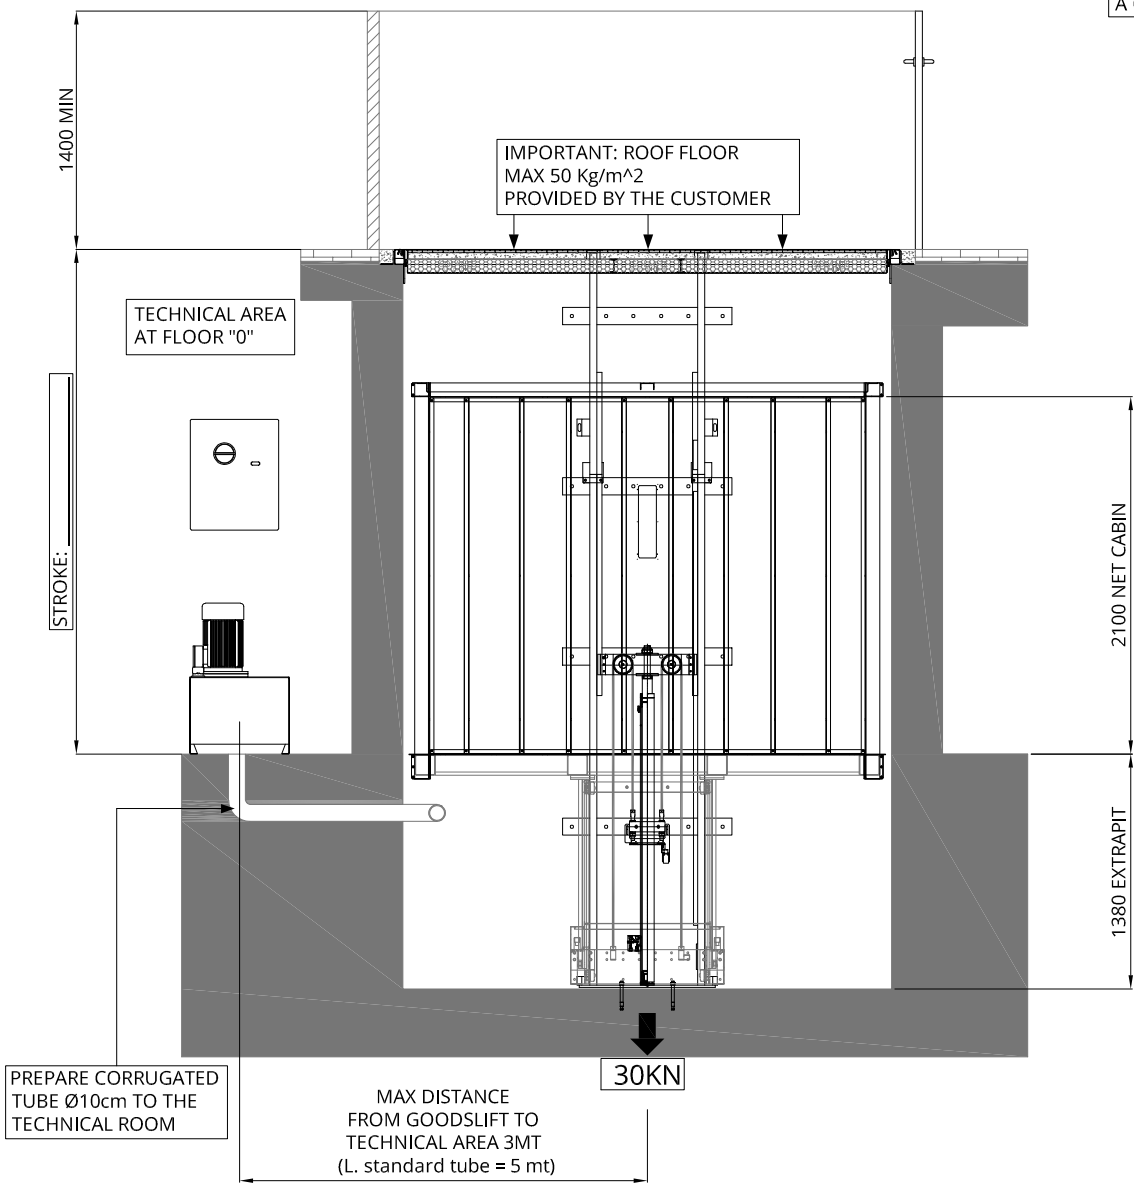 1400 MIN
IMPORTANT: ROOF FLOOR
MAX 50 Kg/m^2
PROVIDED BY THE CUSTOMER
TECHNICAL AREA
AT FLOOR "0"
STROKE:
2100 NET CABIN
1380 EXTRAPIT
30KN
PREPARE CORRUGATED
TUBE Ø10cm TO THE
TECHNICAL ROOM
MAX DISTANCE
FROM GOODSLIFT TO
TECHNICAL AREA 3MT
(L. standard tube = 5 mt)